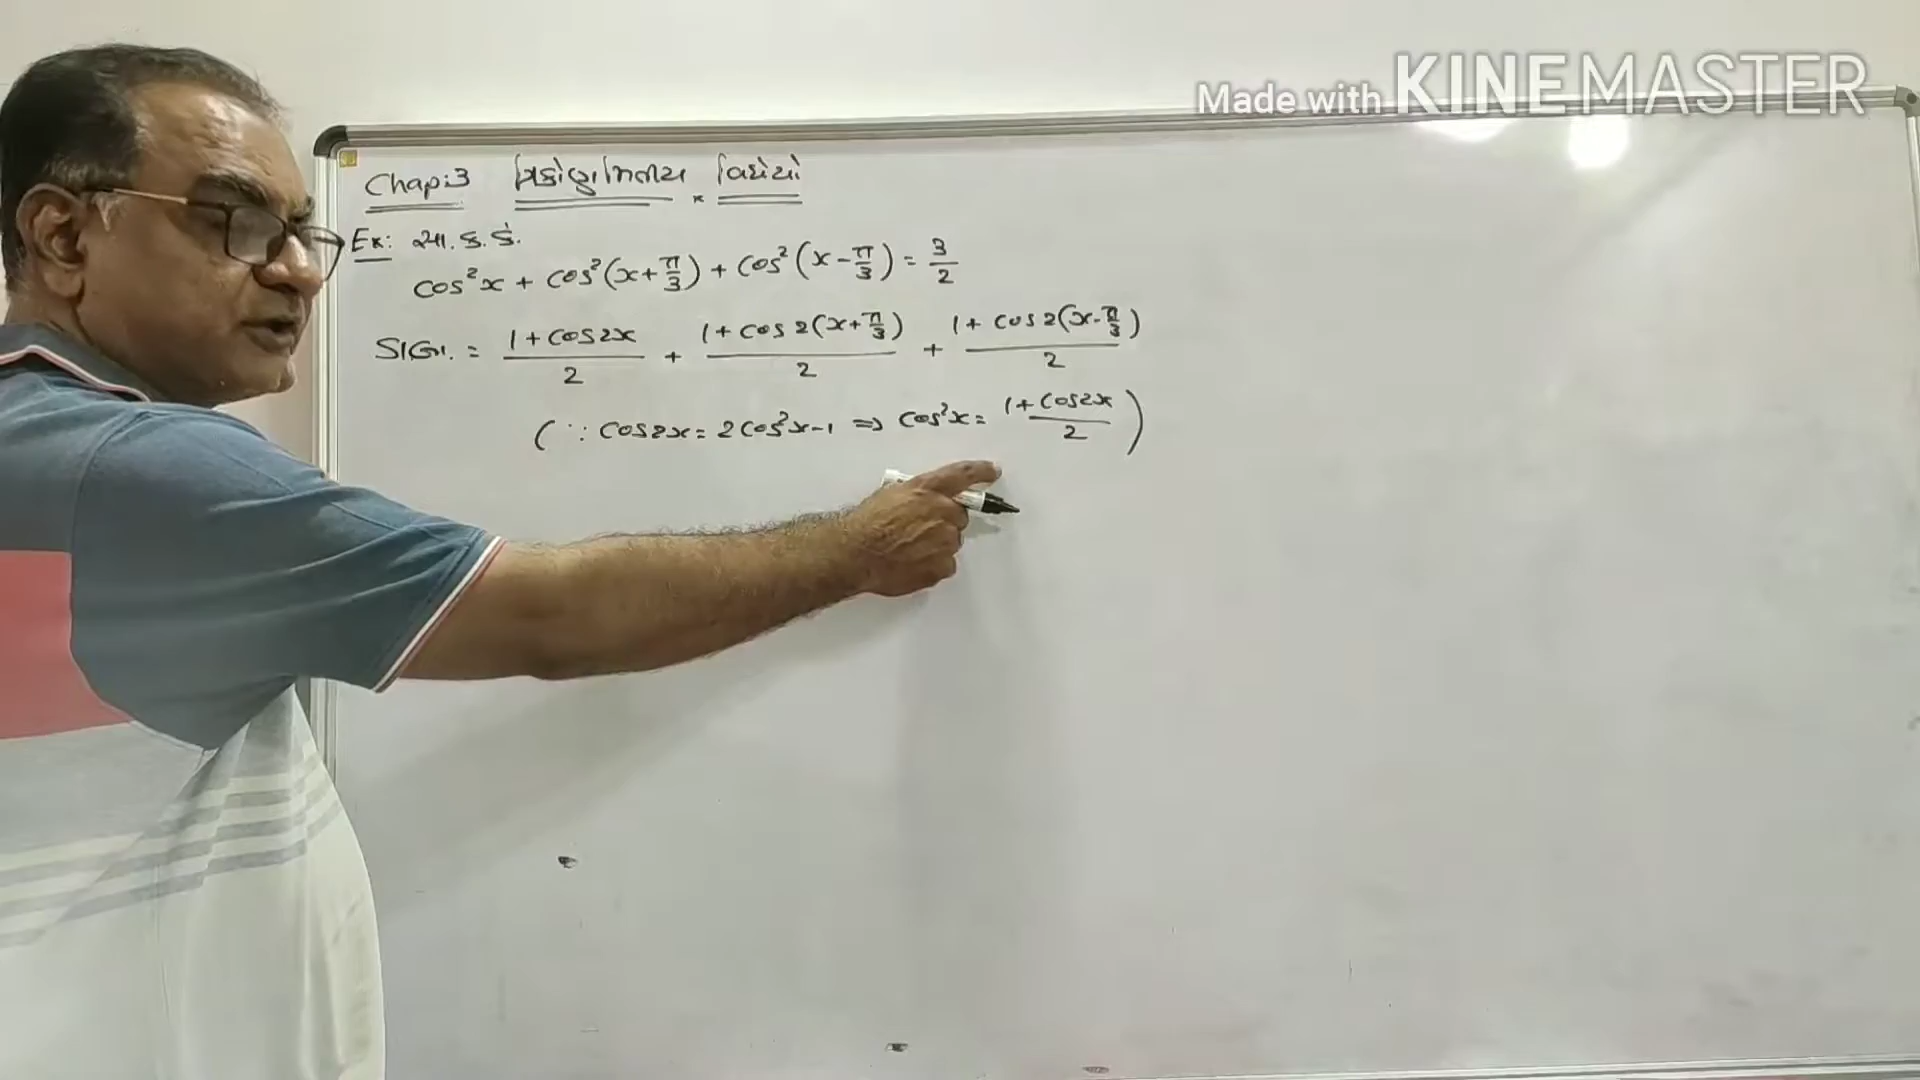 Made with KINEMASTER
Chap:3 ત્રિકોણમિતીય વિધેયો
Ex: સા. ક. કે.
cos²x + cos²(x+π/3) + cos²(x-π/3) = 3/2
ડા.બા. = (1+cos2x)/2 + (1+cos2(x+π/3))/2 + (1+cos2(x-π/3))/2
(∵ cos2x = 2cos²x-1 ⇒ cos²x = (1+cos2x)/2)